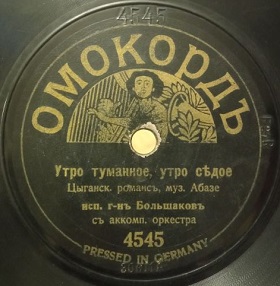 4545
ОМОКОРДЪ
Утро туманное, утро сѣдое
Цыганск. романсъ, муз. Абазе
исп. г-нъ Большаковъ
съ аккомп. оркестра
4545
PRESSED IN GERMANY